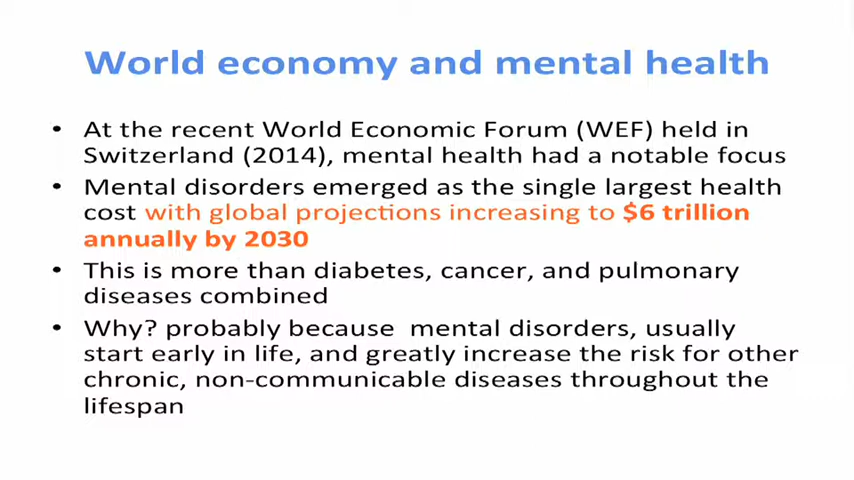 World economy and mental health
• At the recent World Economic Forum (WEF) held in
Switzerland (2014), mental health had a notable focus
• Mental disorders emerged as the single largest health
cost with global projections increasing to $6 trillion
annually by 2030
• This is more than diabetes, cancer, and pulmonary
diseases combined
• Why? probably because mental disorders, usually
start early in life, and greatly increase the risk for other
chronic, non-communicable diseases throughout the
lifespan